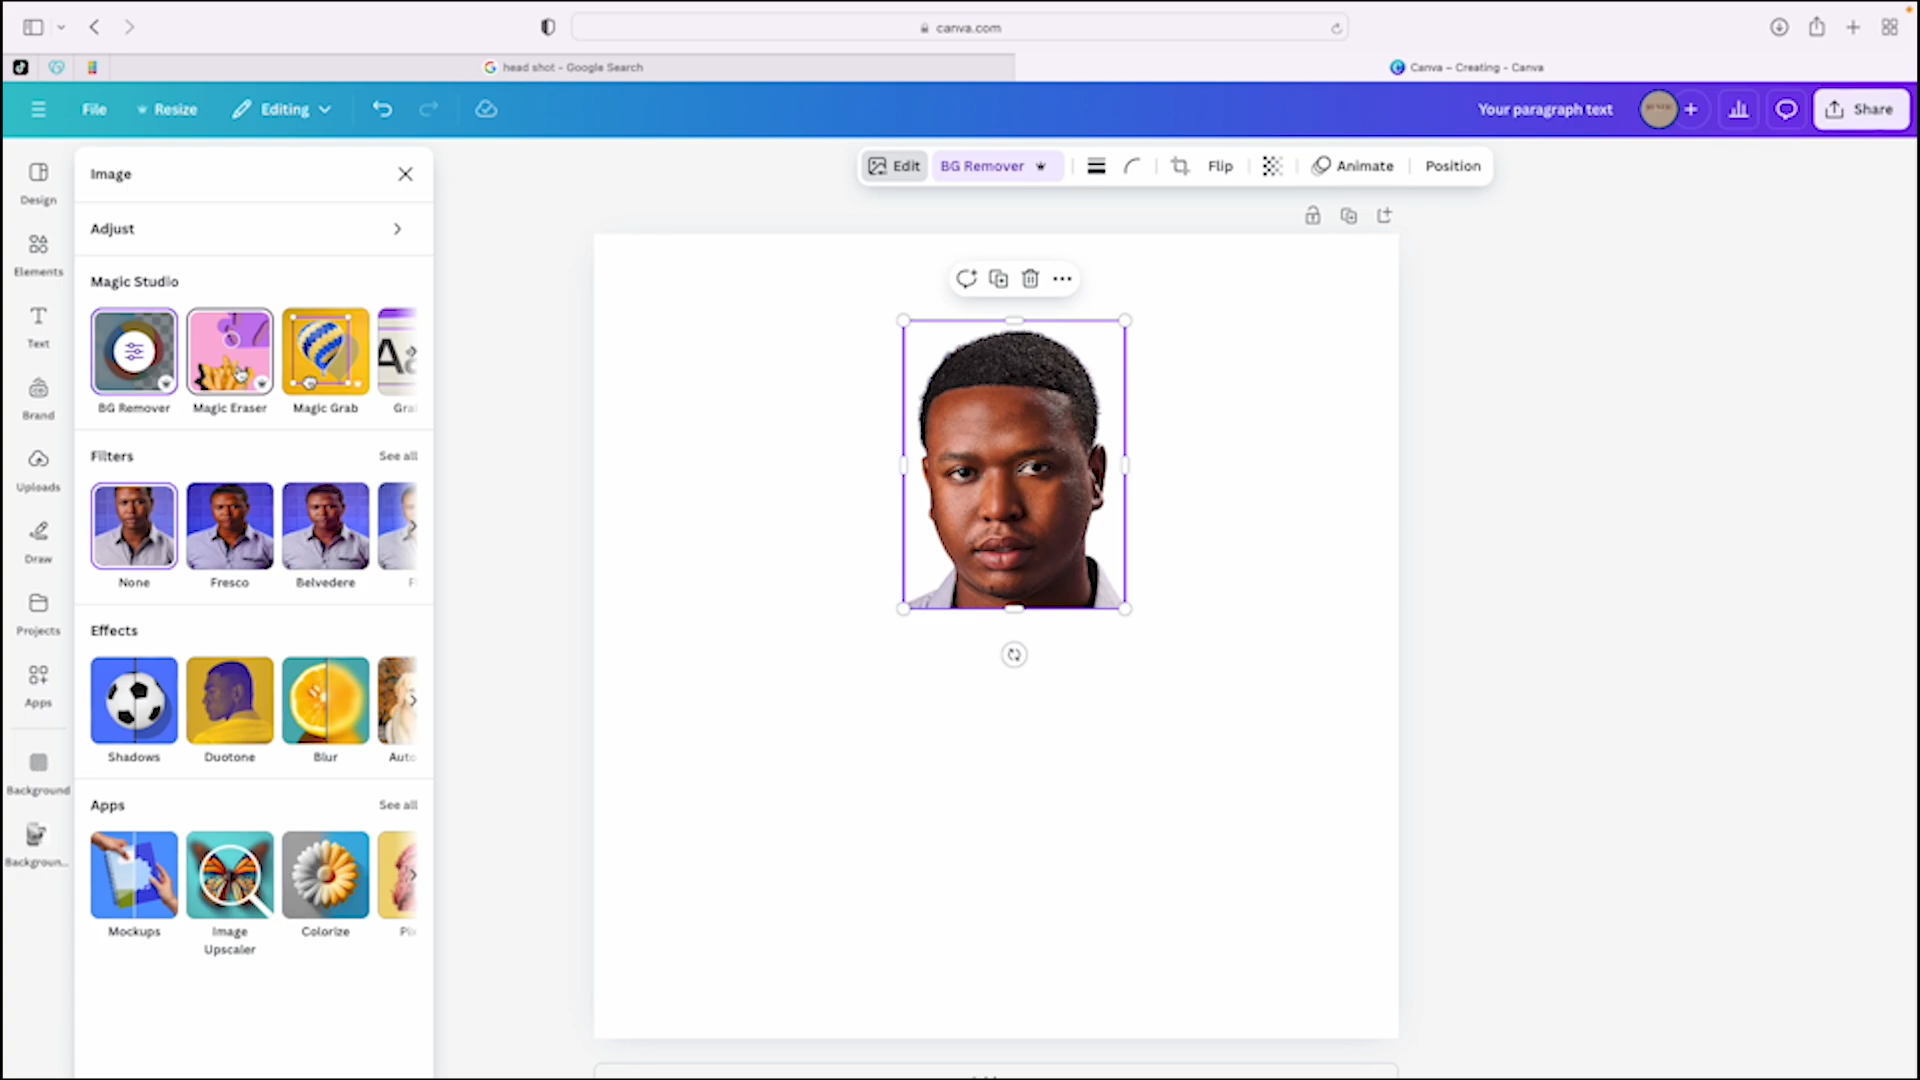 canva.com
head shot - Google Search
Canva – Creating - Canva
File
Resize
Editing
Your paragraph text
Share
Design
Elements
Text
Brand
Uploads
Draw
Projects
Apps
Background
Backgroun...
Image
Adjust
Magic Studio
BG Remover
Magic Eraser
Magic Grab
Gra
Filters
See all
None
Fresco
Belvedere
Effects
Shadows
Duotone
Blur
Auto
Apps
See all
Mockups
Image
Upscaler
Colorize
Edit
BG Remover
Flip
Animate
Position